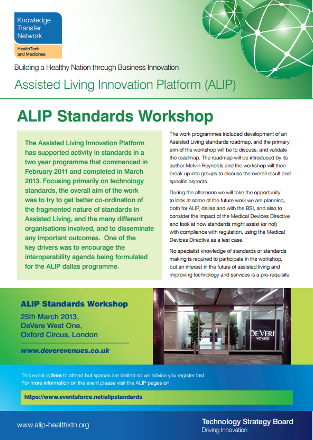 Knowledge
Transfer
Network
HealthTech
and Medicines
Building a Healthy Nation through Business Innovation
Assisted Living Innovation Platform (ALIP)
ALIP Standards Workshop
The Assisted Living Innovation Platform
has supported activity in standards in a
two year programme that commenced in
February 2011 and completed in March
2013. Focusing primarily on technology
standards, the overall aim of the work
was to try to get better co-ordination of
the fragmented nature of standards in
Assisted Living, and the many different
organisations involved, and to disseminate
any important outcomes. One of the
key drivers was to encourage the
interoperability agenda being formulated
for the ALIP dallas programme.
The work programmes included development of an
Assisted Living standards roadmap, and the primary
aim of the workshop will be to discuss, and validate
the roadmap. The roadmap will be introduced by its
author Melvin Reynolds and the workshop will then
break up into groups to discuss the overall result and
specific aspects.
During the afternoon we will take the opportunity
to look at some of the future work we are planning,
both for ALIP, dallas and with the BSI, and also to
consider the impact of the Medical Devices Directive
and look at how standards might assist (or not)
with compliance with regulation, using the Medical
Devices Directive as a test case.
No specialist knowledge of standards or standards
making is required to participate in the workshop,
but an interest in the future of assisted living and
improving technology and services is a pre-requisite.
ALIP Standards Workshop
25th March 2013,
DeVere West One,
Oxford Circus, London
www.deverevenues.co.uk
DE VERE
VENUES
This event is free to attend but spaces are limited so we advise you register fast
For more information on the event please visit the ALIP pages on
https://www.eventsforce.net/alipstandards
www.alip-healthktn.org
Technology Strategy Board
Driving Innovation